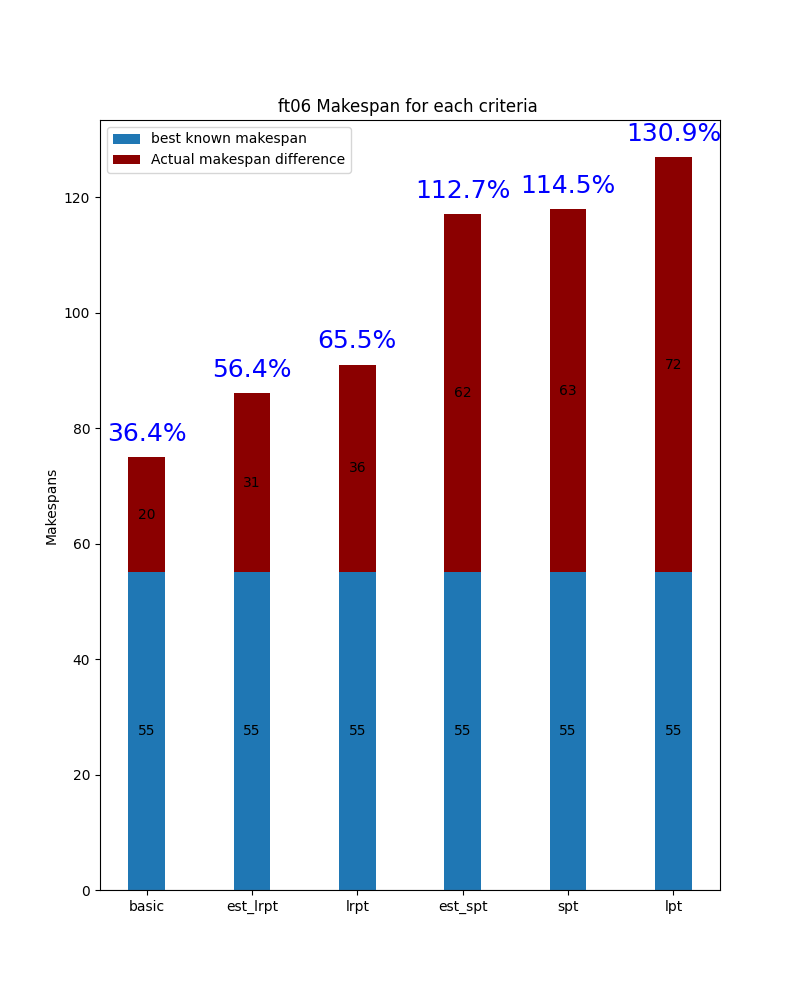 ft06 Makespan for each criteria
best known makespan
Actual makespan difference
130.9%
112.7%
114.5%
65.5%
56.4%
36.4%
120
100
80
60
40
20
0
Makespans
72
62
63
36
31
20
55
55
55
55
55
55
basic
est_lrpt
lrpt
est_spt
spt
lpt